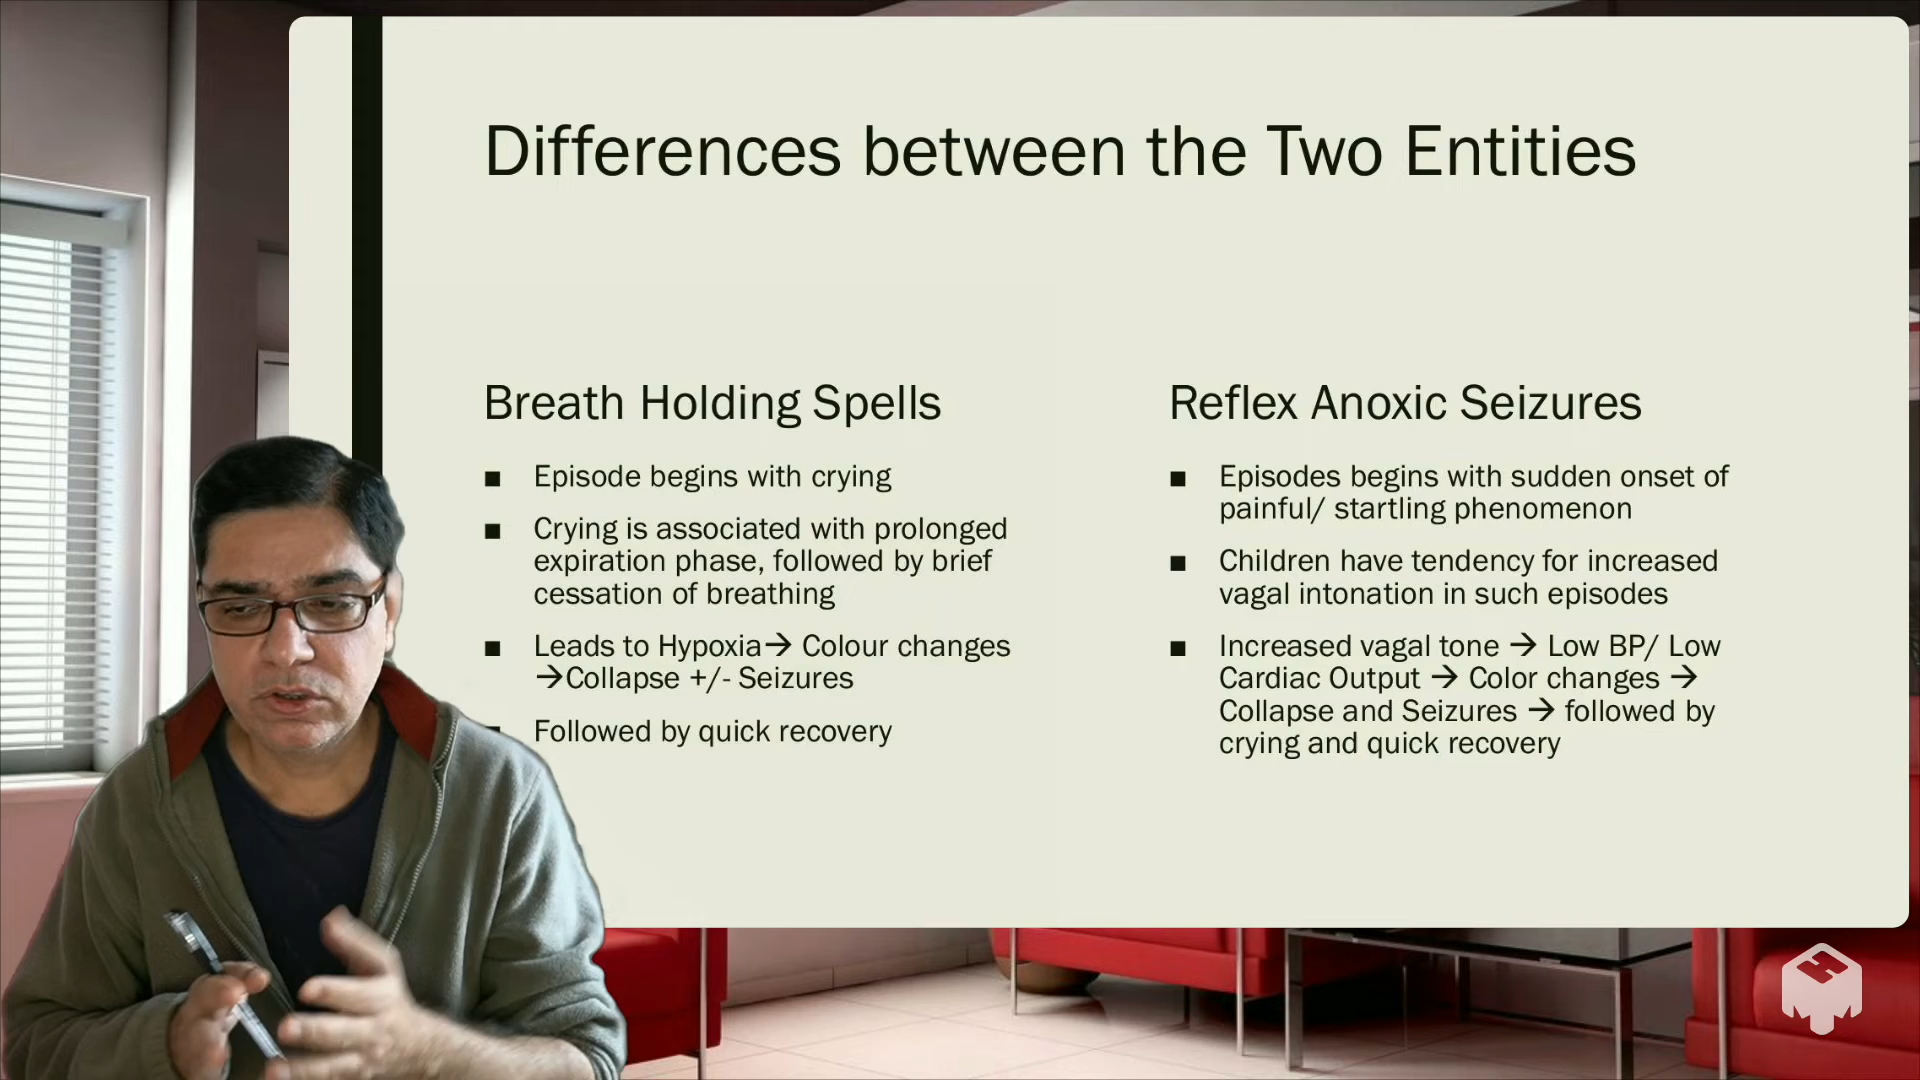 Differences between the Two Entities
Breath Holding Spells
■ Episode begins with crying
■ Crying is associated with prolonged
expiration phase, followed by brief
cessation of breathing
■ Leads to Hypoxia→ Colour changes
→Collapse +/- Seizures
Followed by quick recovery
Reflex Anoxic Seizures
■ Episodes begins with sudden onset of
painful/ startling phenomenon
■ Children have tendency for increased
vagal intonation in such episodes
■ Increased vagal tone → Low BP/ Low
Cardiac Output → Color changes →
Collapse and Seizures → followed by
crying and quick recovery